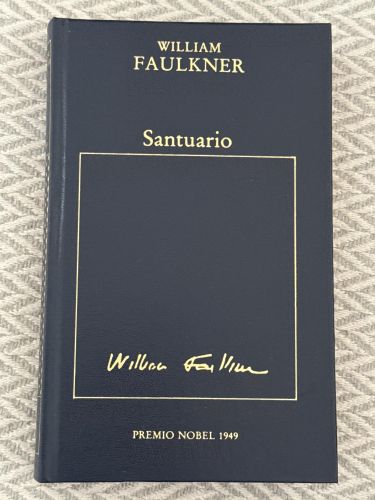 WILLIAM
FAULKNER
Santuario
William Faulkner
PREMIO NOBEL 1949